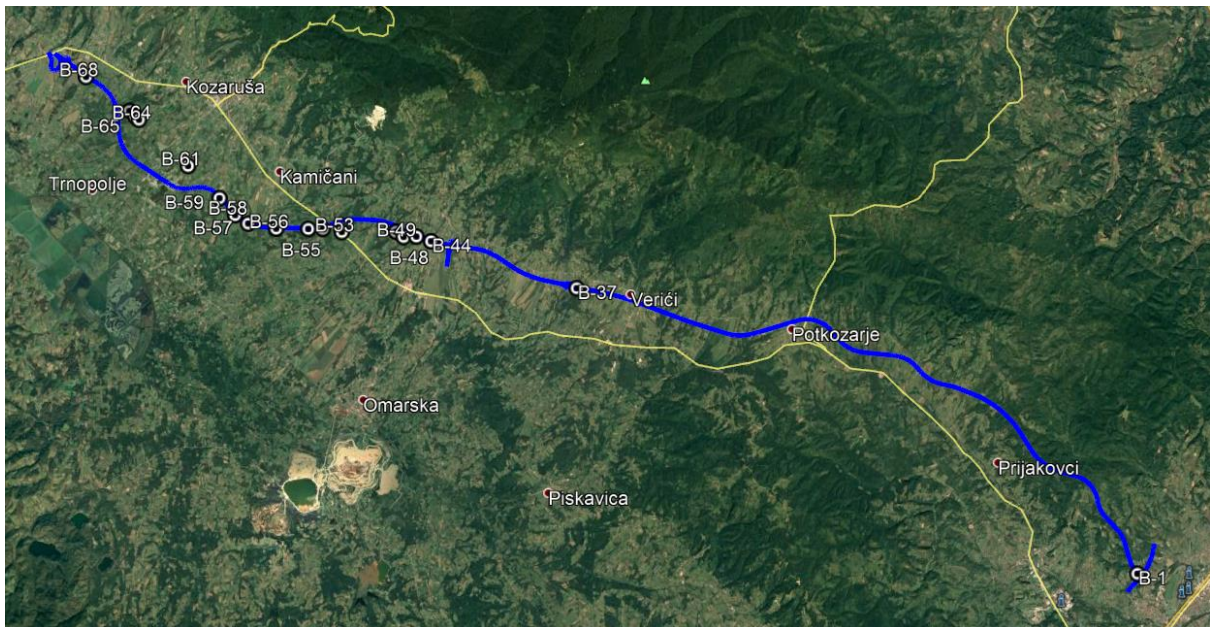 B-68
Kozaruša
B-64
B-65
B-61
Kamičani
Trnopolje
B-59
B-58
B-57
B-56
B-53
B-55
B-49
B-44
B-48
B-37
Verići
Potkozarje
Omarska
Prijakovci
Piskavica
B-1